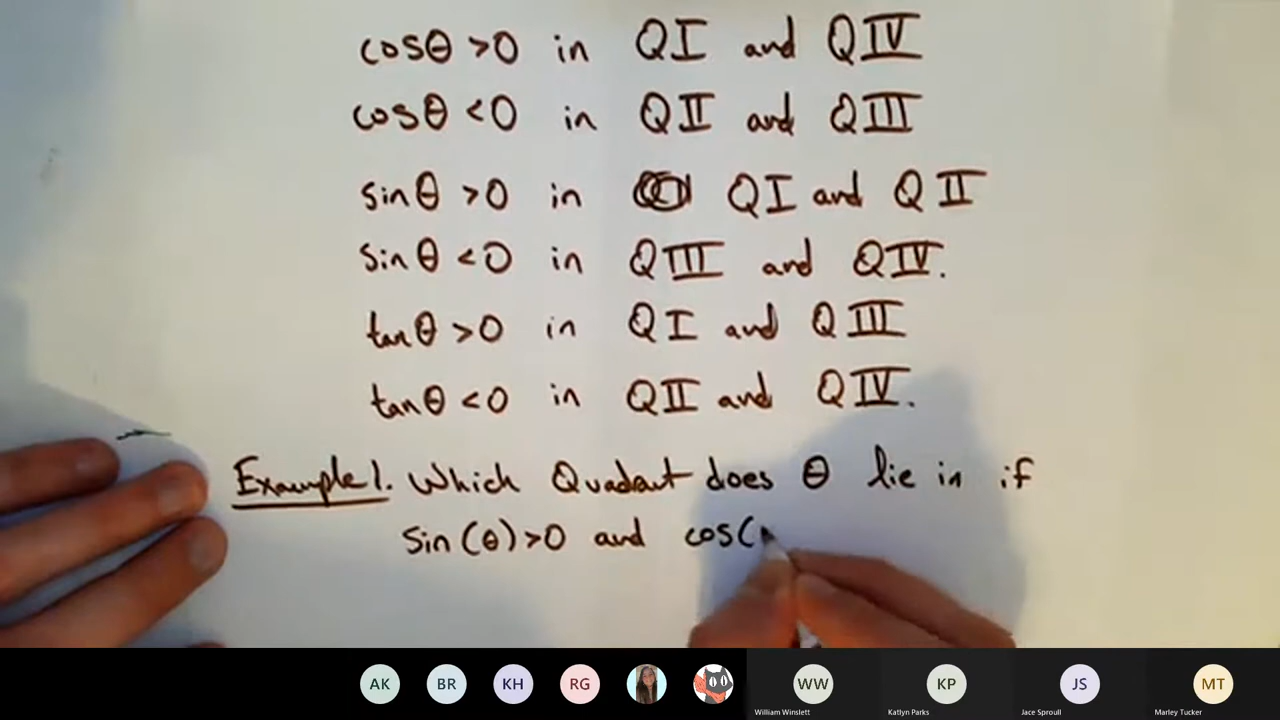 cosθ >0 in QI and QIV
cosθ <0 in QII and QIII
sinθ >0 in QI and QII
sinθ <0 in QIII and QIV.
tanθ >0 in QI and QIII
tanθ <0 in QII and QIV.
Example 1. Which Quadant does θ lie in if
sin(θ)>0 and cos(
AK BR KH RG WW KP JS MT
William Winslett Katlyn Parks Jace Sproull Marley Tucker